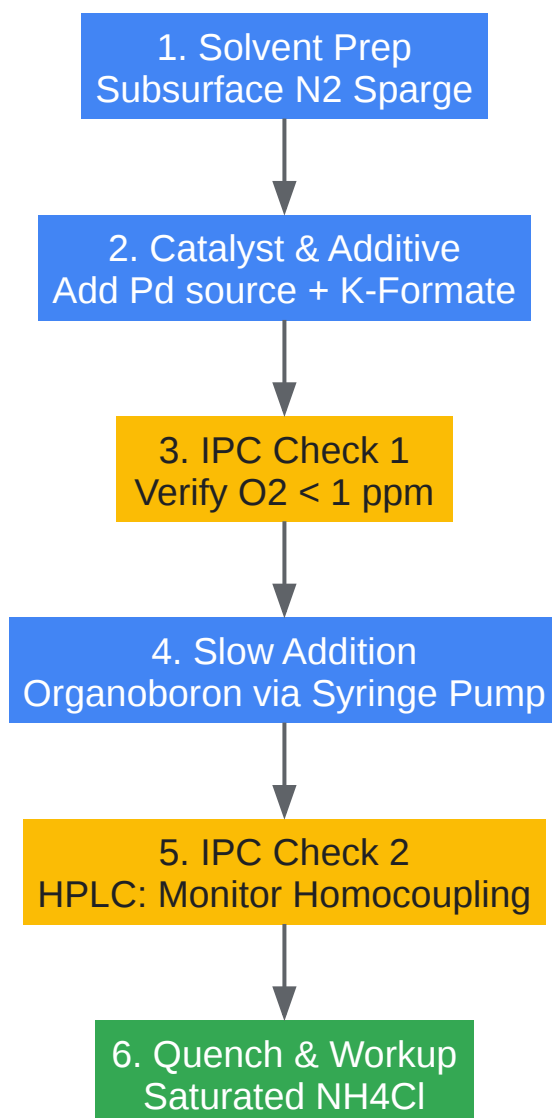 1. Solvent Prep
Subsurface N2 Sparge
2. Catalyst & Additive
Add Pd source + K-Formate
3. IPC Check 1
Verify O2 < 1 ppm
4. Slow Addition
Organoboron via Syringe Pump
5. IPC Check 2
HPLC: Monitor Homocoupling
6. Quench & Workup
Saturated NH4Cl